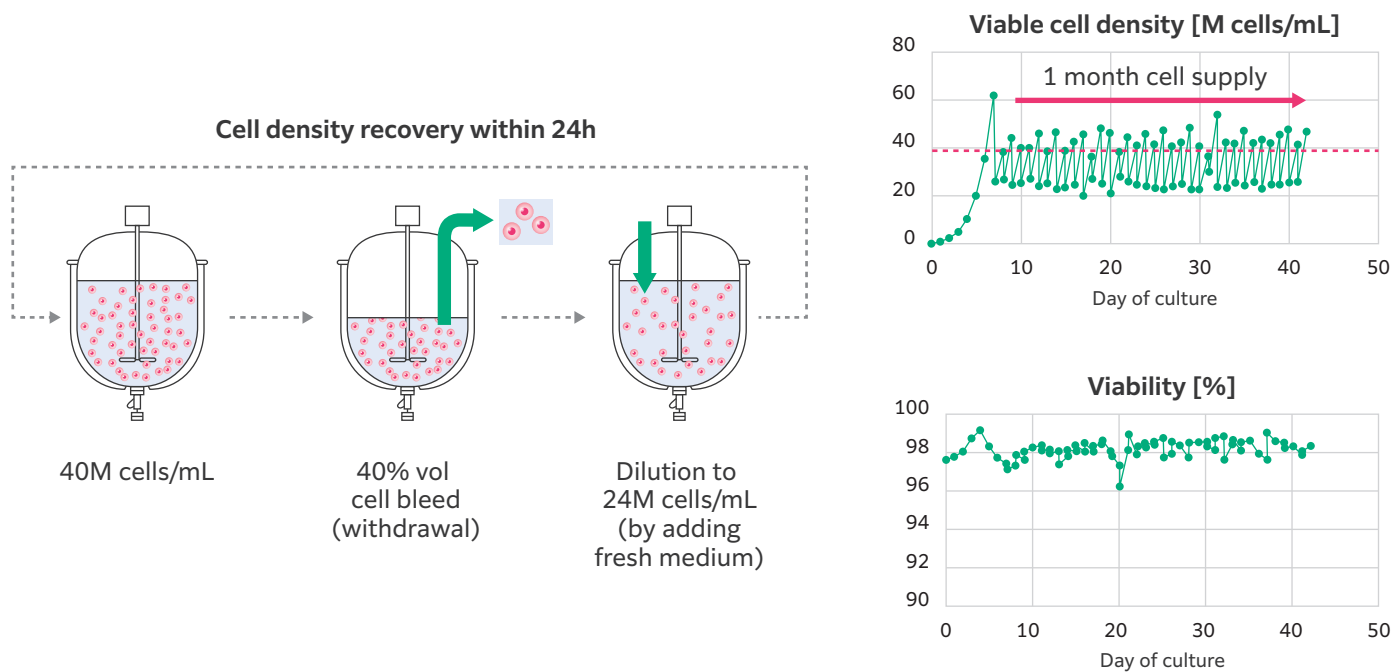 Cell density recovery within 24h
40M cells/mL
40% vol
cell bleed
(withdrawal)
Dilution to
24M cells/mL
(by adding
fresh medium)
Viable cell density [M cells/mL]
80
60
40
20
0
1 month cell supply
0 10 20 30 40 50
Day of culture
Viability [%]
100
98
96
94
92
90
0 10 20 30 40 50
Day of culture